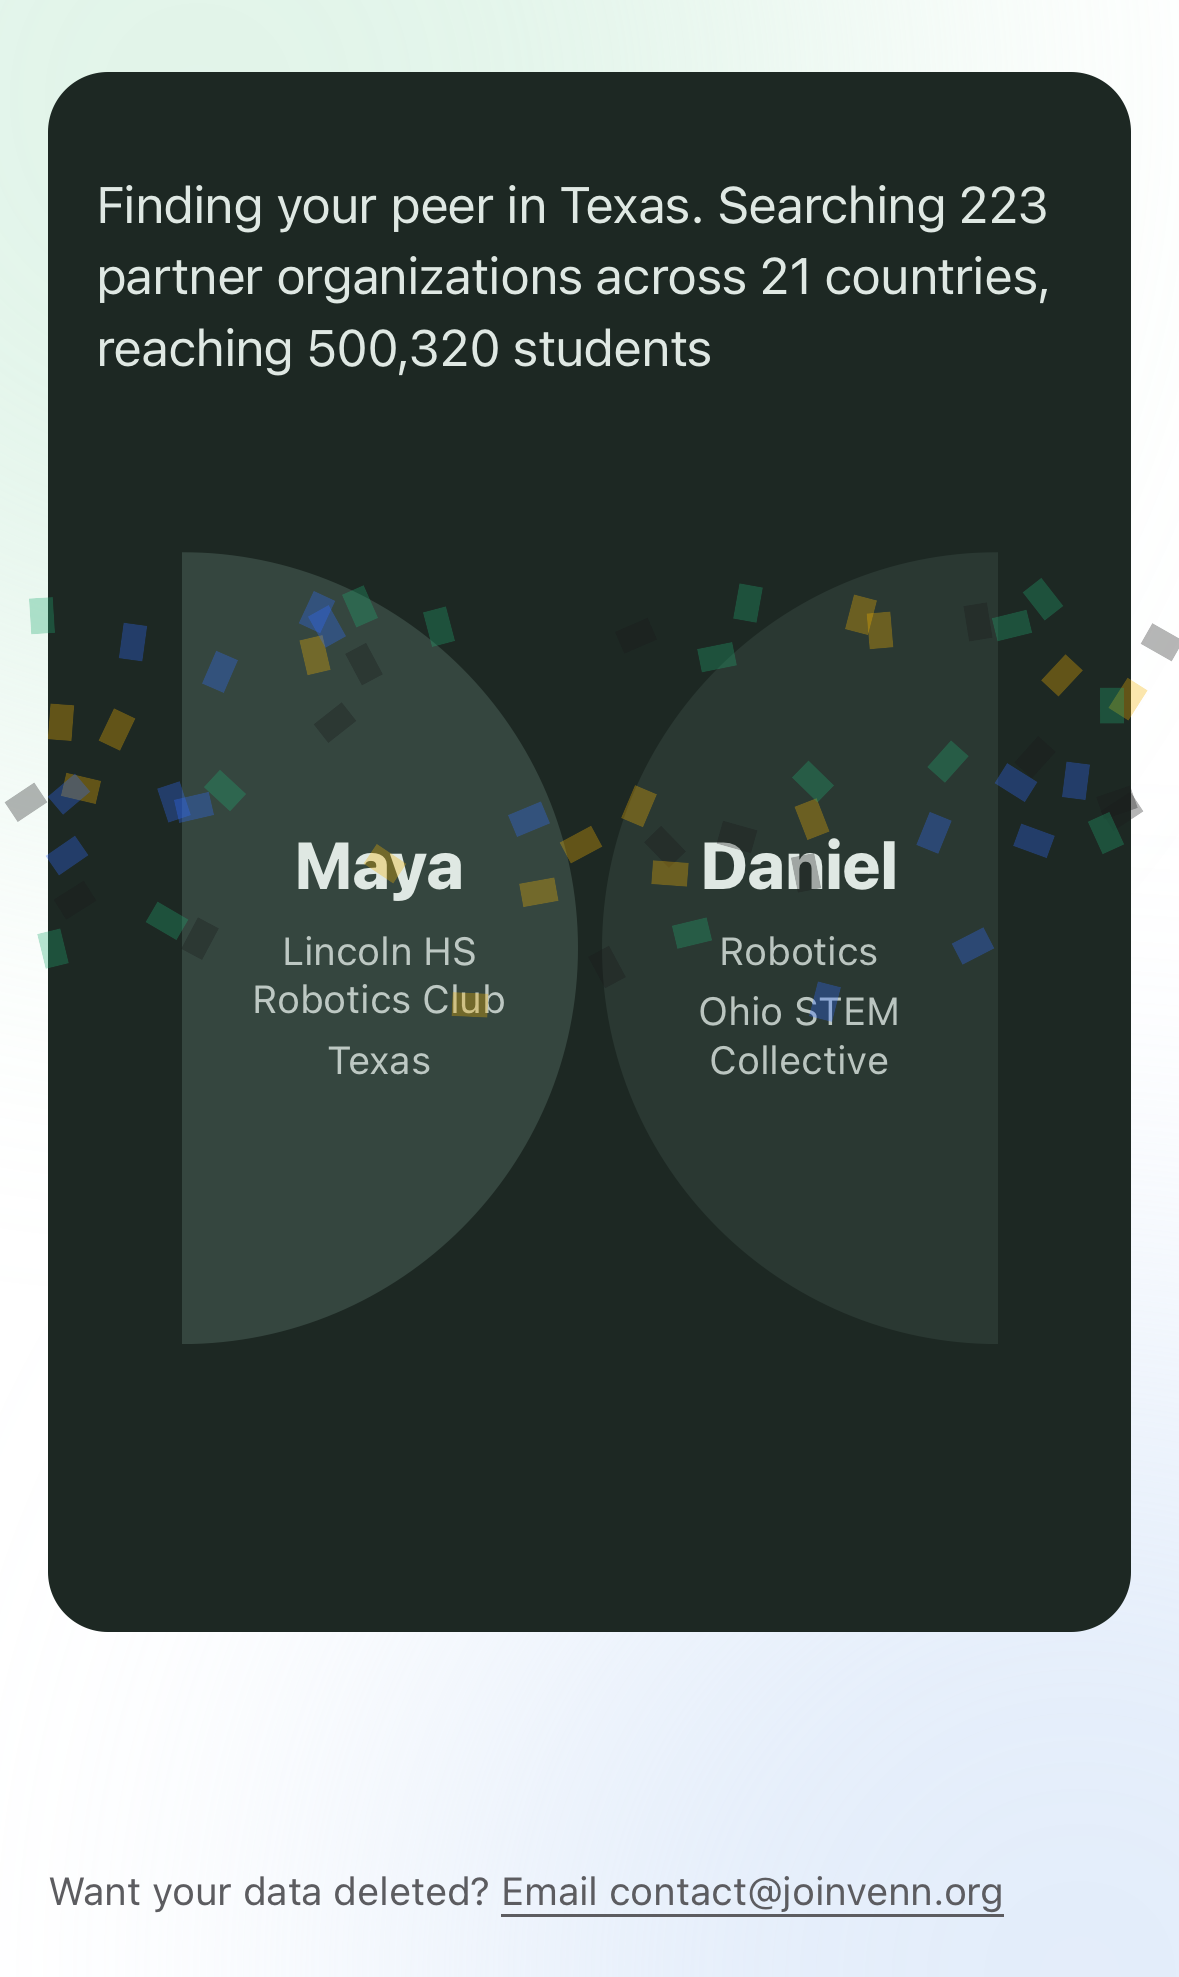 Finding your peer in Texas. Searching 223
partner organizations across 21 countries,
reaching 500,320 students
Maya
Lincoln HS
Robotics Club
Texas
Daniel
Robotics
Ohio STEM
Collective
Want your data deleted? Email contact@joinvenn.org